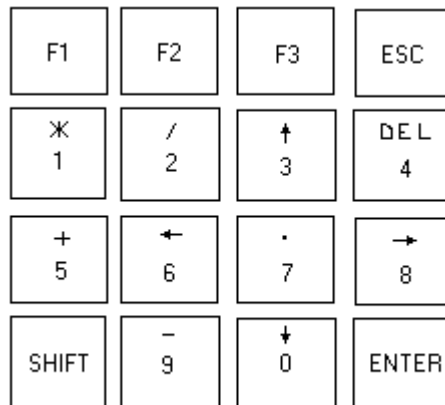 F1 F2 F3 ESC
* / ↑ DEL
1 2 3 4
+ ← . →
5 6 7 8
SHIFT - ↓ ENTER
9 0